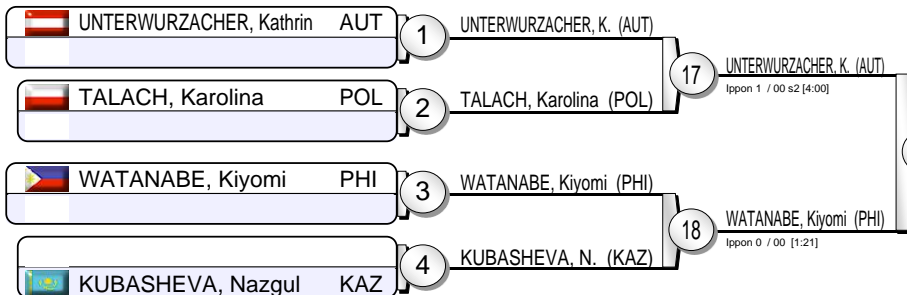 UNTERWURZACHER, Kathrin AUT
1
UNTERWURZACHER, K. (AUT)
17
UNTERWURZACHER, K. (AUT)
Ippon 1 / 00 s2 [4:00]
TALACH, Karolina POL
2
TALACH, Karolina (POL)
WATANABE, Kiyomi PHI
3
WATANABE, Kiyomi (PHI)
18
WATANABE, Kiyomi (PHI)
Ippon 0 / 00 [1:21]
KUBASHEVA, Nazgul KAZ
4
KUBASHEVA, N. (KAZ)